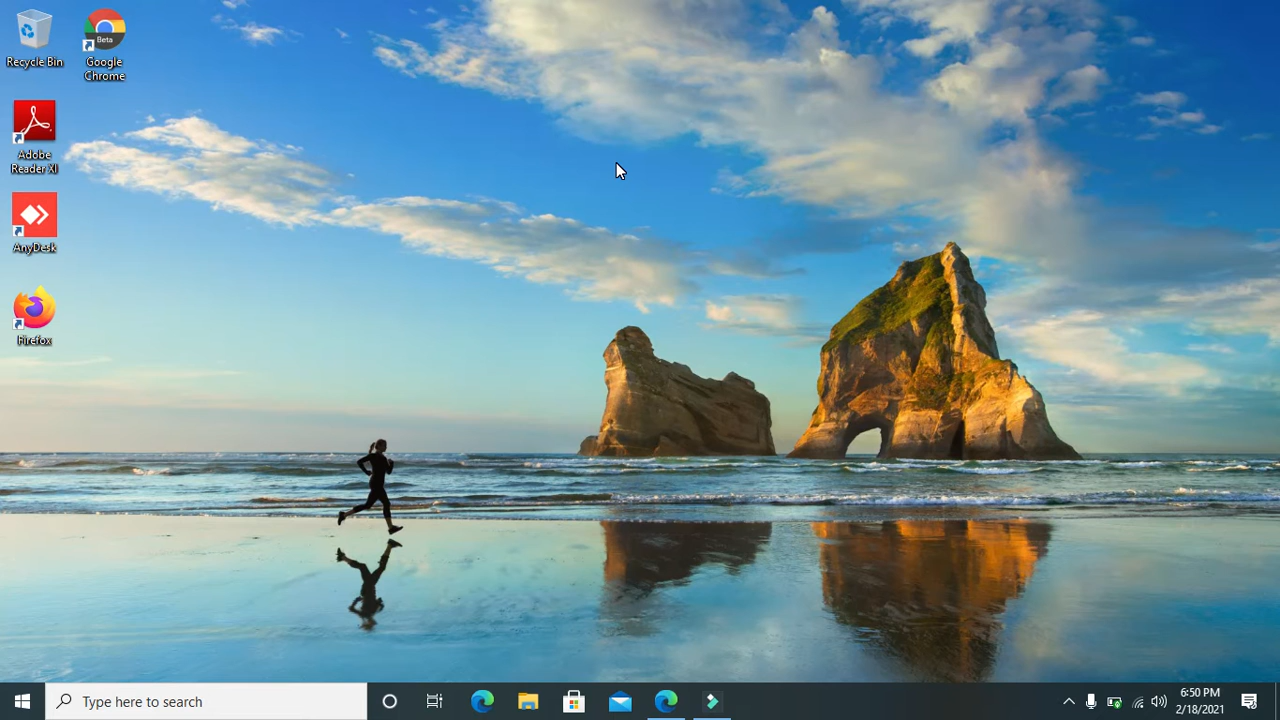 Recycle Bin
Beta
Google
Chrome
Adobe
Reader XI
AnyDesk
Firefox
Type here to search
6:50 PM
2/18/2021